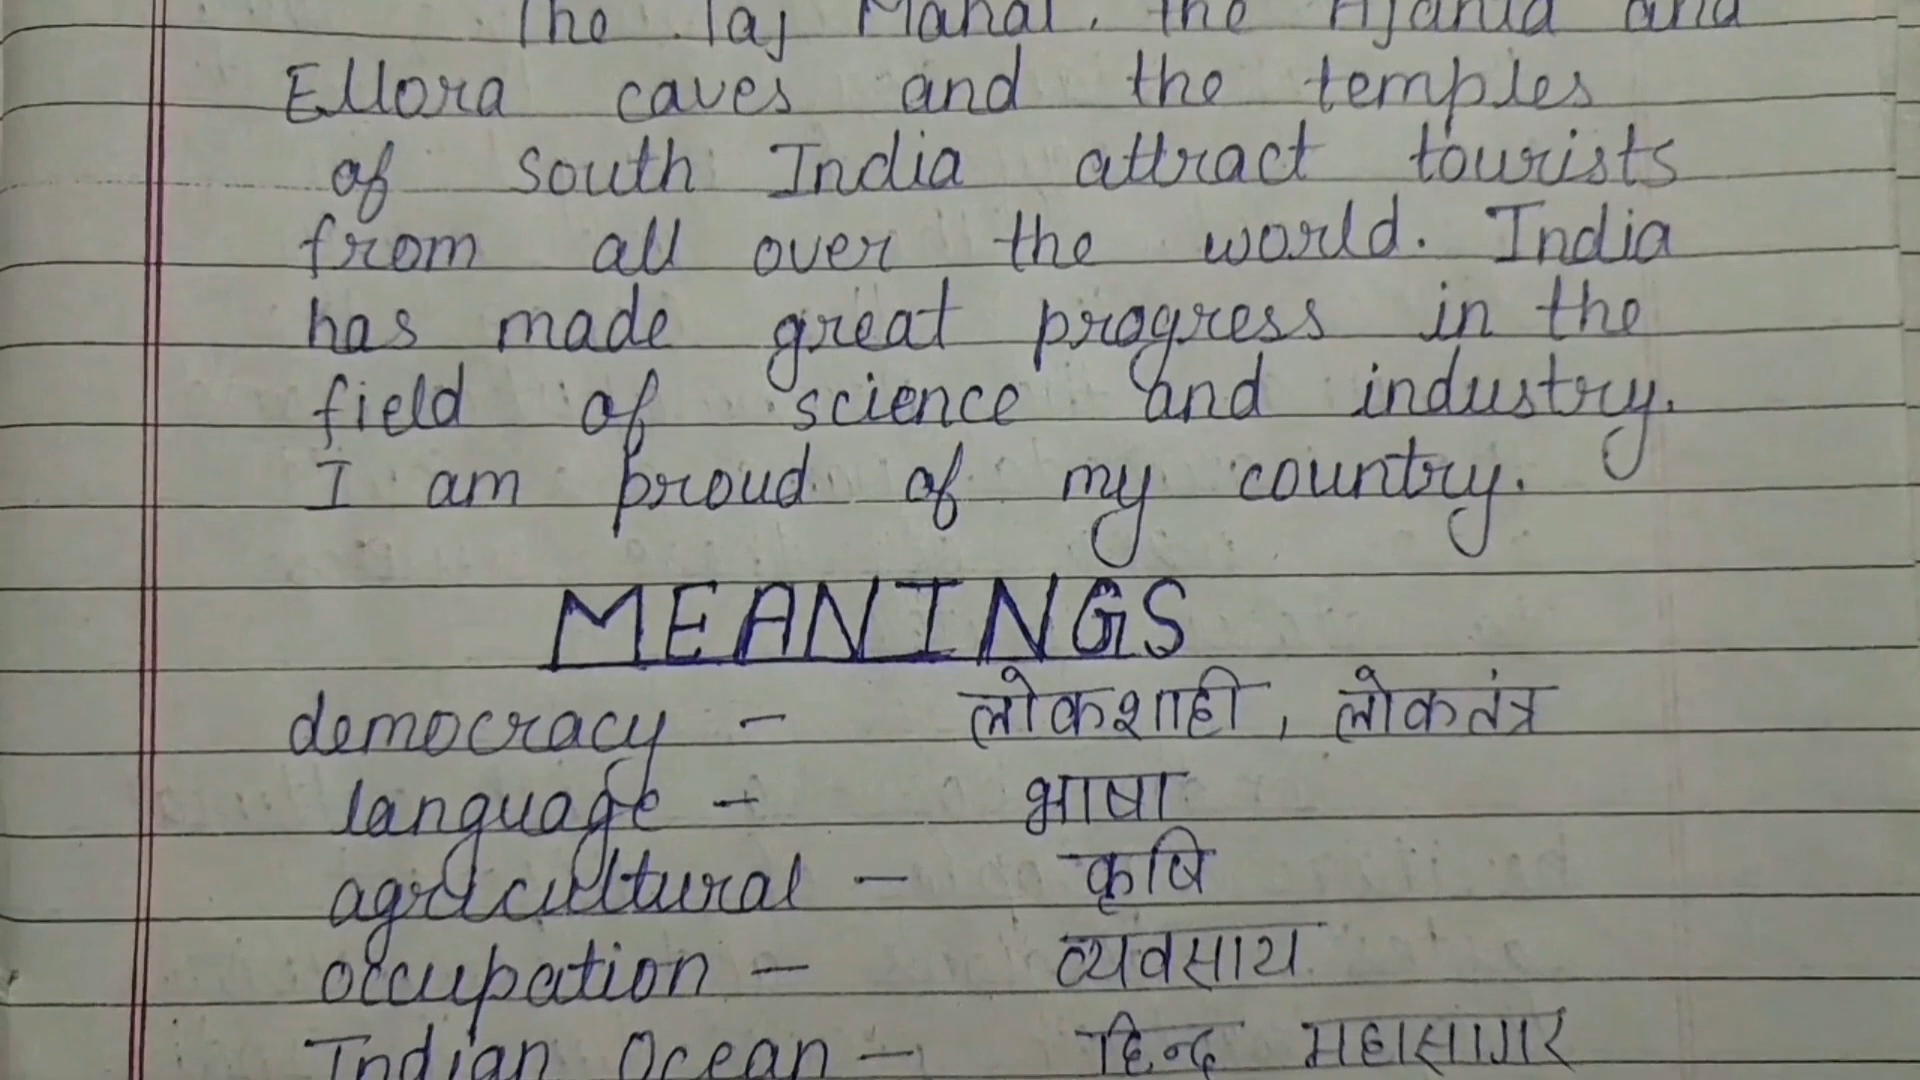 The Taj Mahal, the Ajanta and
Ellora caves and the temples
of south India attract tourists
from all over the world. India
has made great progress in the
field of science and industry.
I am proud of my country.
MEANINGS
democracy - लोकशाही, लोकतंत्र
language - भाषा
agricultural - कृषि
occupation - व्यवसाय
Indian Ocean - हिन्द महासागर